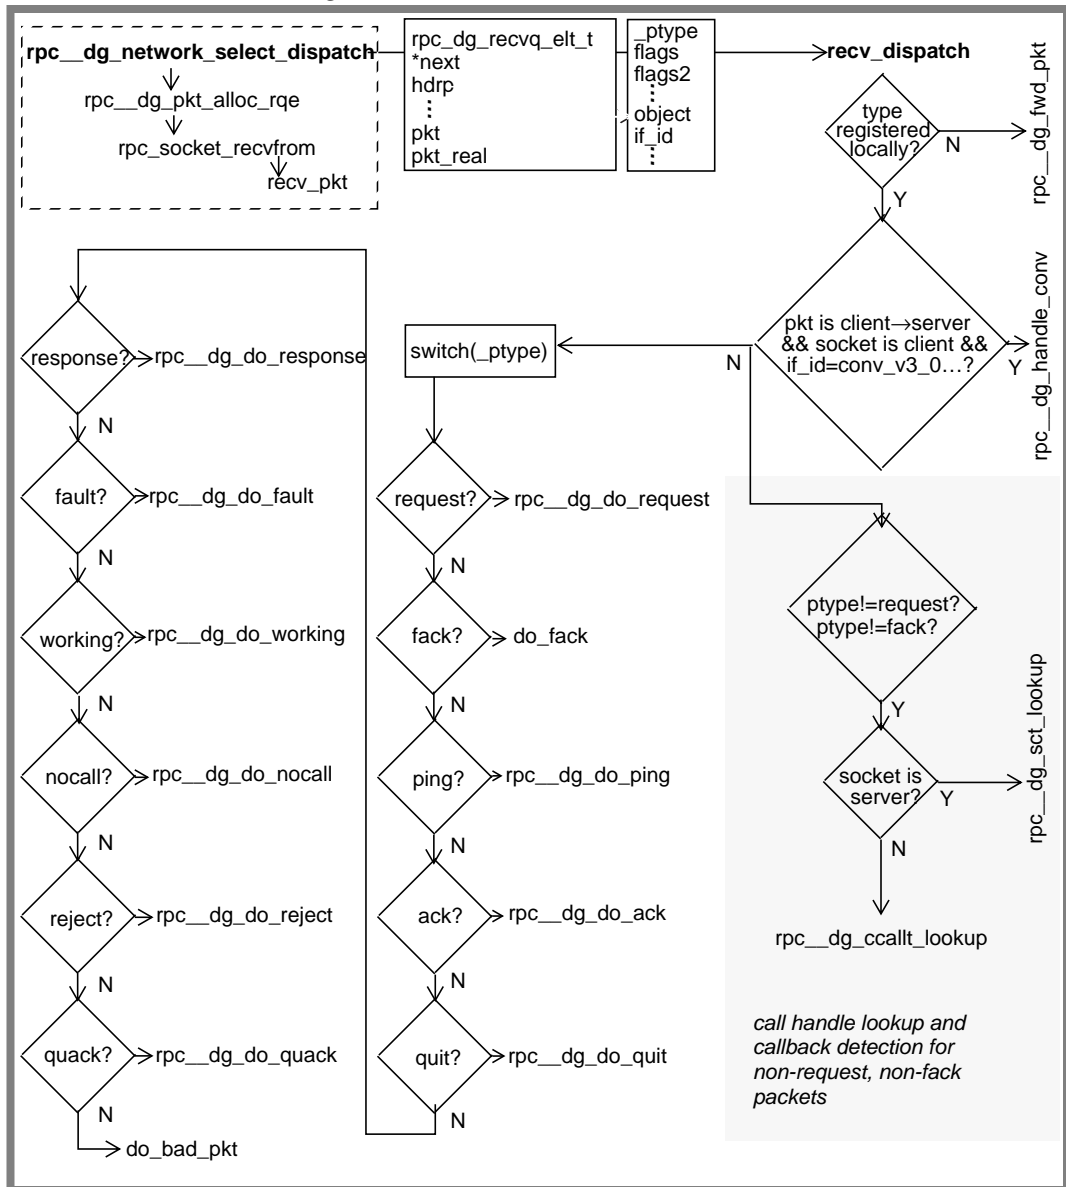 rpc__dg_network_select_dispatch
rpc__dg_pkt_alloc_rqe
rpc_socket_recvfrom
recv_pkt
rpc_dg_recvq_elt_t
*next
hdrp
⋮
pkt
pkt_real
_ptype
flags
flags2
⋮
object
if_id
⋮
recv_dispatch
type
registered
locally?
N
rpc__dg_fwd_pkt
Y
pkt is client→server
&& socket is client &&
if_id=conv_v3_0…?
Y
rpc__dg_handle_conv
N
switch(_ptype)
request?
rpc__dg_do_request
N
fack?
do_fack
N
ping?
rpc__dg_do_ping
N
ack?
rpc__dg_do_ack
N
quit?
rpc__dg_do_quit
N
response?
rpc__dg_do_response
N
fault?
rpc__dg_do_fault
N
working?
rpc__dg_do_working
N
nocall?
rpc__dg_do_nocall
N
reject?
rpc__dg_do_reject
N
quack?
rpc__dg_do_quack
N
do_bad_pkt
ptype!=request?
ptype!=fack?
Y
socket is
server?
Y
rpc__dg_sct_lookup
N
rpc__dg_ccallt_lookup
call handle lookup and
callback detection for
non-request, non-fack
packets